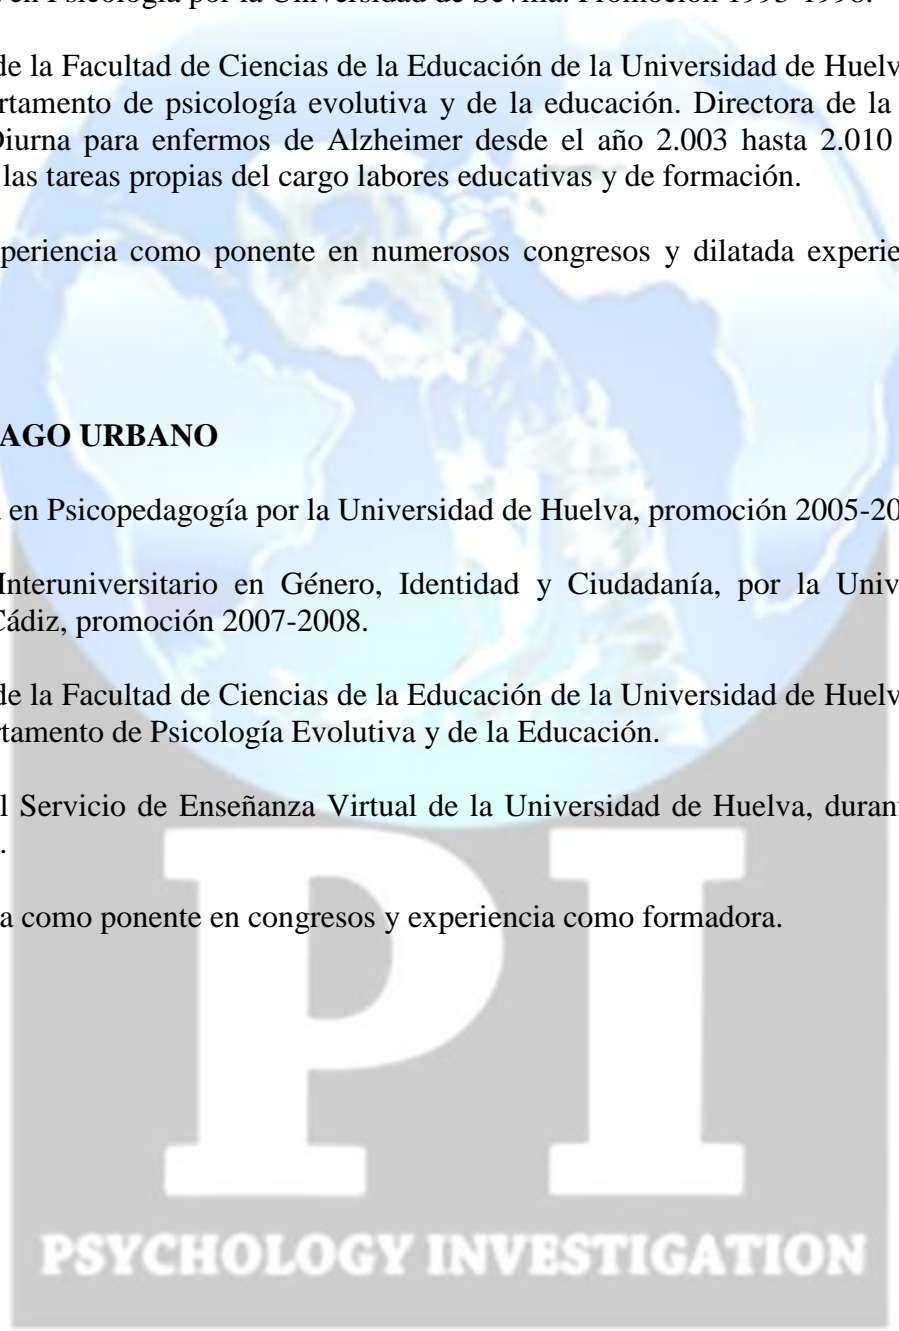 en Psicología por la Universidad de Sevilla. Promoción 1993-1998.
de la Facultad de Ciencias de la Educación de la Universidad de Huelv
rtamento de psicología evolutiva y de la educación. Directora de la
Diurna para enfermos de Alzheimer desde el año 2.003 hasta 2.010
las tareas propias del cargo labores educativas y de formación.
periencia como ponente en numerosos congresos y dilatada experie
AGO URBANO
en Psicopedagogía por la Universidad de Huelva, promoción 2005-20
Interuniversitario en Género, Identidad y Ciudadanía, por la Univ
Cádiz, promoción 2007-2008.
de la Facultad de Ciencias de la Educación de la Universidad de Huelv
rtamento de Psicología Evolutiva y de la Educación.
l Servicio de Enseñanza Virtual de la Universidad de Huelva, duran
.
a como ponente en congresos y experiencia como formadora.
PI
PSYCHOLOGY INVESTIGATION